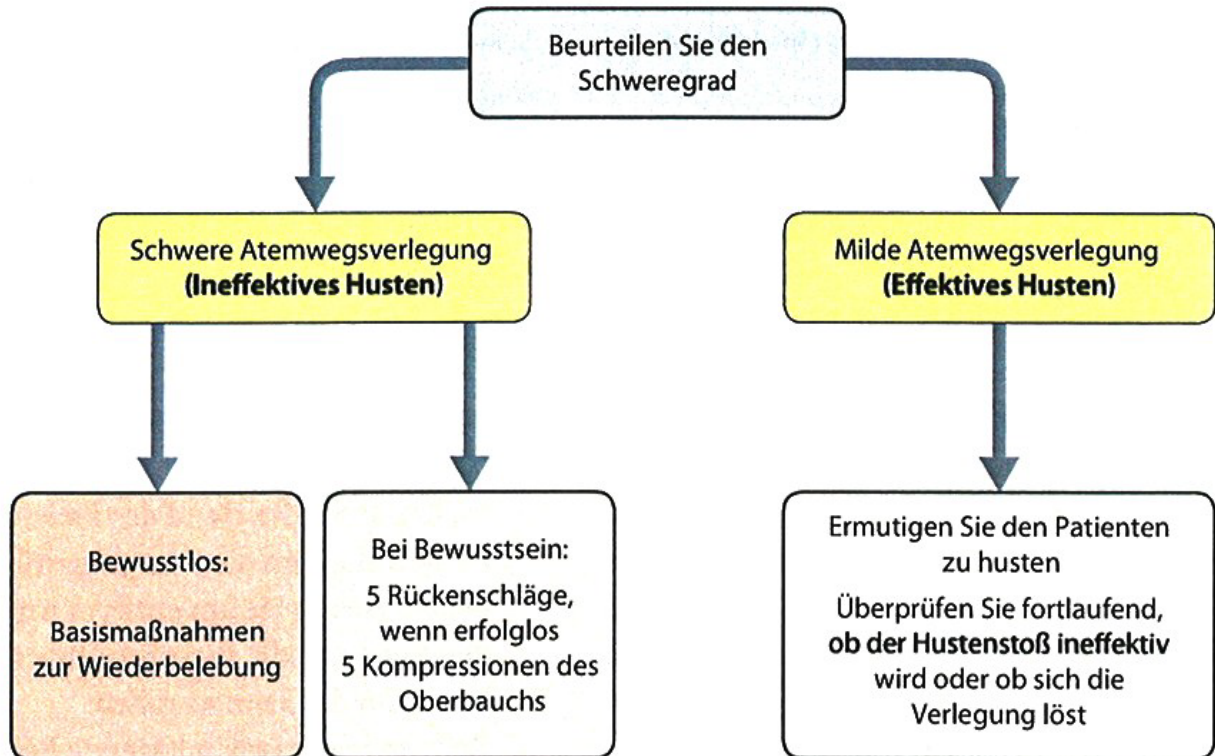 Beurteilen Sie den
Schweregrad
Schwere Atemwegsverlegung
(Ineffektives Husten)
Milde Atemwegsverlegung
(Effektives Husten)
Bewusstlos:
Basismaßnahmen
zur Wiederbelebung
Bei Bewusstsein:
5 Rückenschläge,
wenn erfolglos
5 Kompressionen des
Oberbauchs
Ermutigen Sie den Patienten
zu husten
Überprüfen Sie fortlaufend,
ob der Hustenstoß ineffektiv
wird oder ob sich die
Verlegung löst